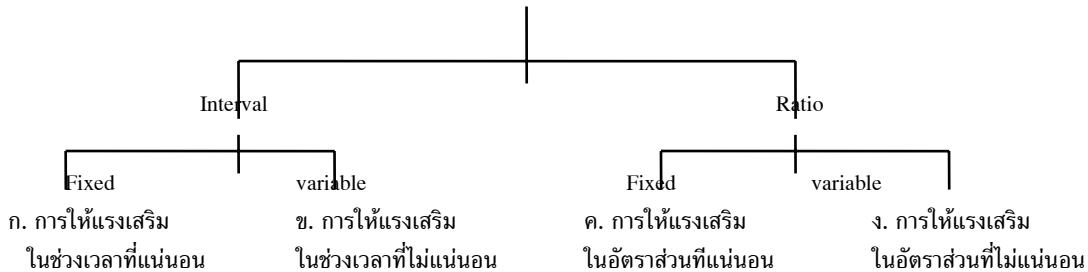 Interval Ratio
Fixed variable Fixed variable
ก. การให้แรงเสริม ข. การให้แรงเสริม ค. การให้แรงเสริม ง. การให้แรงเสริม
ในช่วงเวลาที่แน่นอน ในช่วงเวลาที่ไม่แน่นอน ในอัตราส่วนทีแน่นอน ในอัตราส่วนที่ไม่แน่นอน